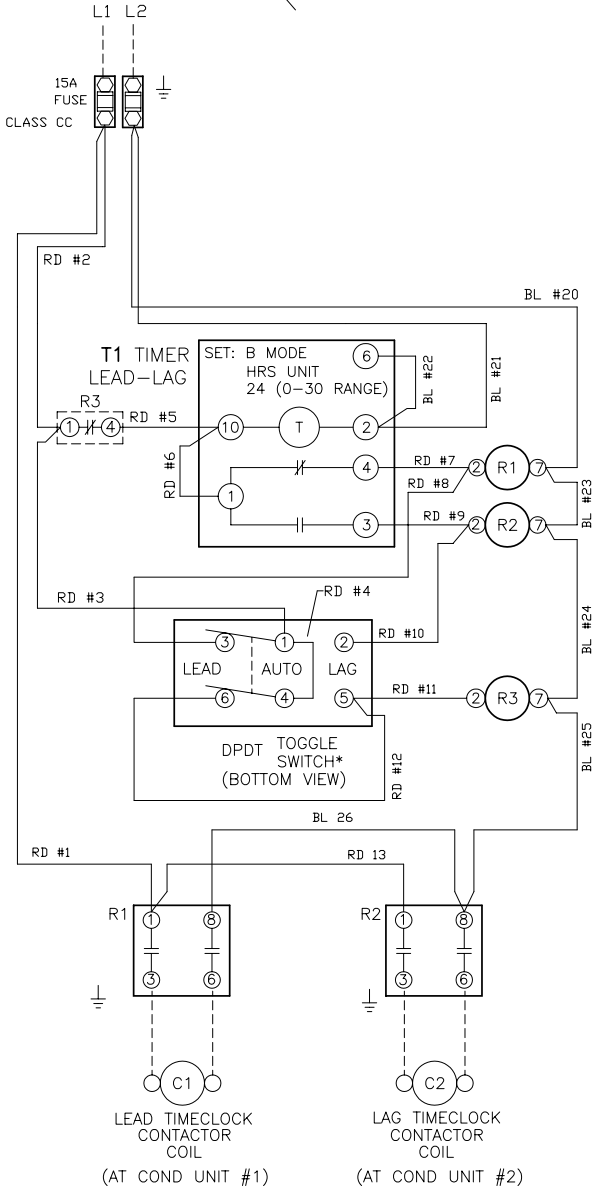 L1 L2
15A
FUSE
CLASS CC
RD #2
BL #20
T1 TIMER
LEAD-LAG
SET: B MODE
HRS UNIT
24 (0-30 RANGE)
6
BL #22
BL #21
R3
1 4
RD #5
10
T
2
RD #6
1
4
RD #7
2 R1 7
RD #8
BL #23
3
RD #9
2 R2 7
RD #3
RD #4
3 1 2
RD #10
BL #24
LEAD AUTO LAG
6 4 5
RD #11
2 R3 7
DPDT TOGGLE
SWITCH*
(BOTTOM VIEW)
RD #12
BL #25
BL 26
RD #1
RD 13
R1
1 8
3 6
R2
1 8
3 6
C1
C2
LEAD TIMECLOCK
CONTACTOR
COIL
(AT COND UNIT #1)
LAG TIMECLOCK
CONTACTOR
COIL
(AT COND UNIT #2)